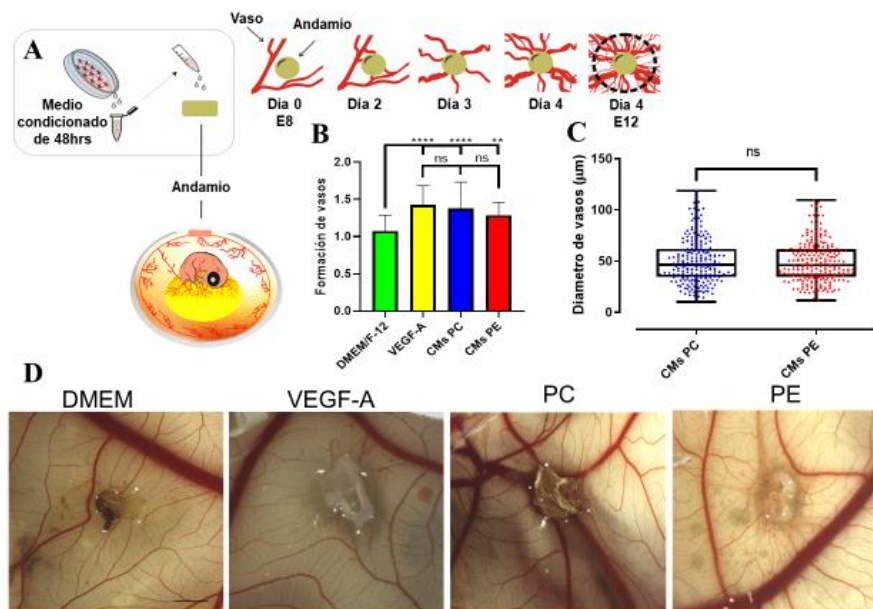 A
Medio
condicionado
de 48hrs
Andamio
Vaso
Andamio
Día 0
E8
Día 2
Día 3
Día 4
Día 4
E12
B
Formación de vasos
2.0
1.5
1.0
0.5
0.0
****
****
**
ns
ns
DMEM/F-12
VEGF-A
CMs PC
CMs PE
C
Diametro de vasos (µm)
150
100
50
0
ns
CMs PC
CMs PE
D
DMEM
VEGF-A
PC
PE